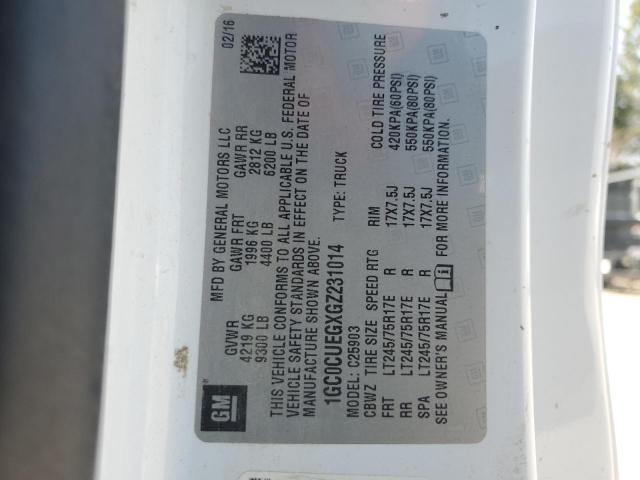 GM
MFD BY GENERAL MOTORS LLC
02/16
GVWR GAWR FRT GAWR RR
4219 KG 1996 KG 2812 KG
9300 LB 4400 LB 6200 LB
THIS VEHICLE CONFORMS TO ALL APPLICABLE U.S. FEDERAL MOTOR
VEHICLE SAFETY STANDARDS IN EFFECT ON THE DATE OF
MANUFACTURE SHOWN ABOVE.
1GC0CUEGXGZ231014 TYPE: TRUCK
MODEL: C25903
CBWZ TIRE SIZE SPEED RTG RIM COLD TIRE PRESSURE
FRT LT245/75R17E R 17X7.5J 420KPA(60PSI)
RR LT245/75R17E R 17X7.5J 550KPA(80PSI)
SPA LT245/75R17E R 17X7.5J 550KPA(80PSI)
SEE OWNER'S MANUAL FOR MORE INFORMATION.